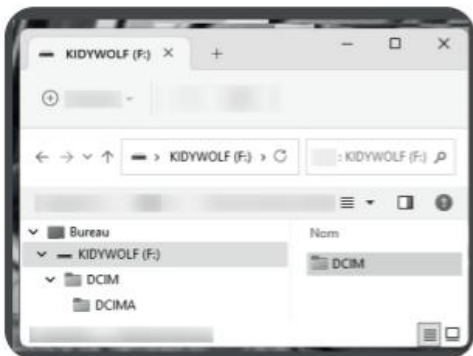 KIDYWOLF (F:)
KIDYWOLF (F:)
: KIDYWOLF (F:)
Bureau
Nom
KIDYWOLF (F:)
DCIM
DCIM
DCIMA